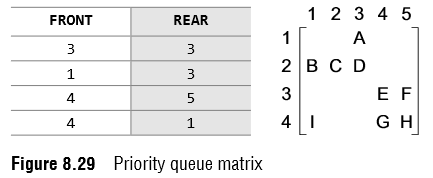 FRONT REAR
3 3
1 3
4 5
4 1
1 2 3 4 5
1 A
2 B C D
3 E F
4 I G H
Figure 8.29 Priority queue matrix